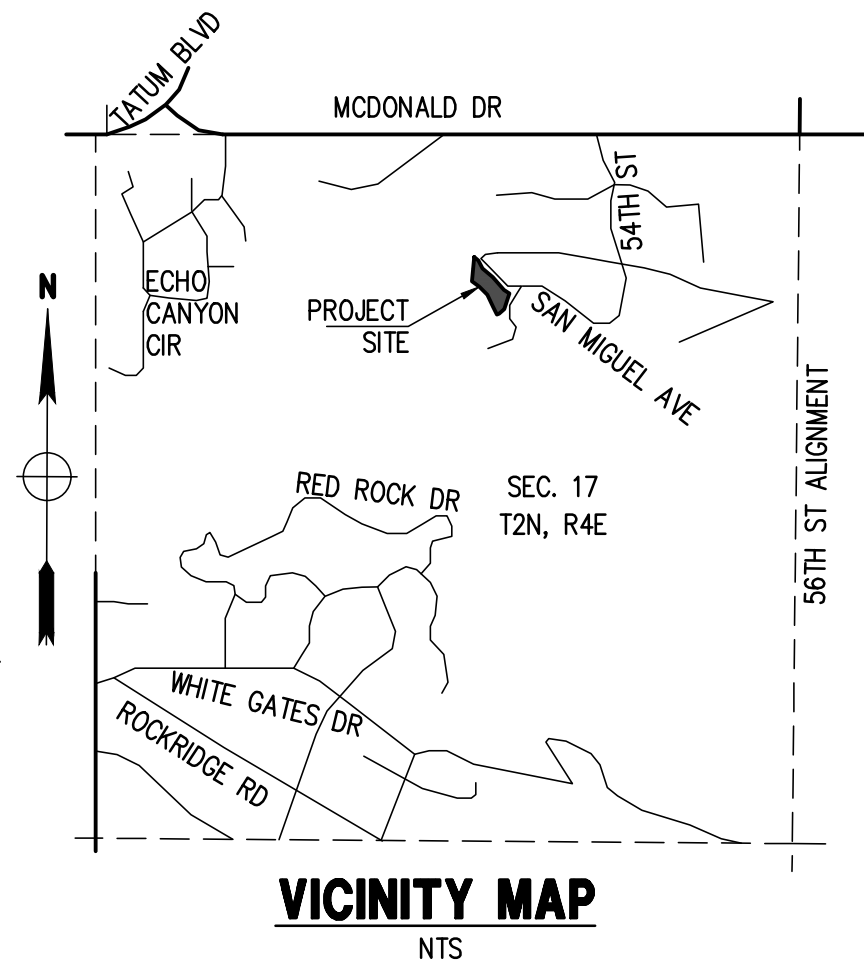 TATUM BLVD
MCDONALD DR
54TH ST
ECHO
CANYON
CIR
N
PROJECT
SITE
SAN MIGUEL AVE
56TH ST ALIGNMENT
RED ROCK DR
SEC. 17
T2N, R4E
WHITE GATES DR
ROCKRIDGE RD
VICINITY MAP
NTS